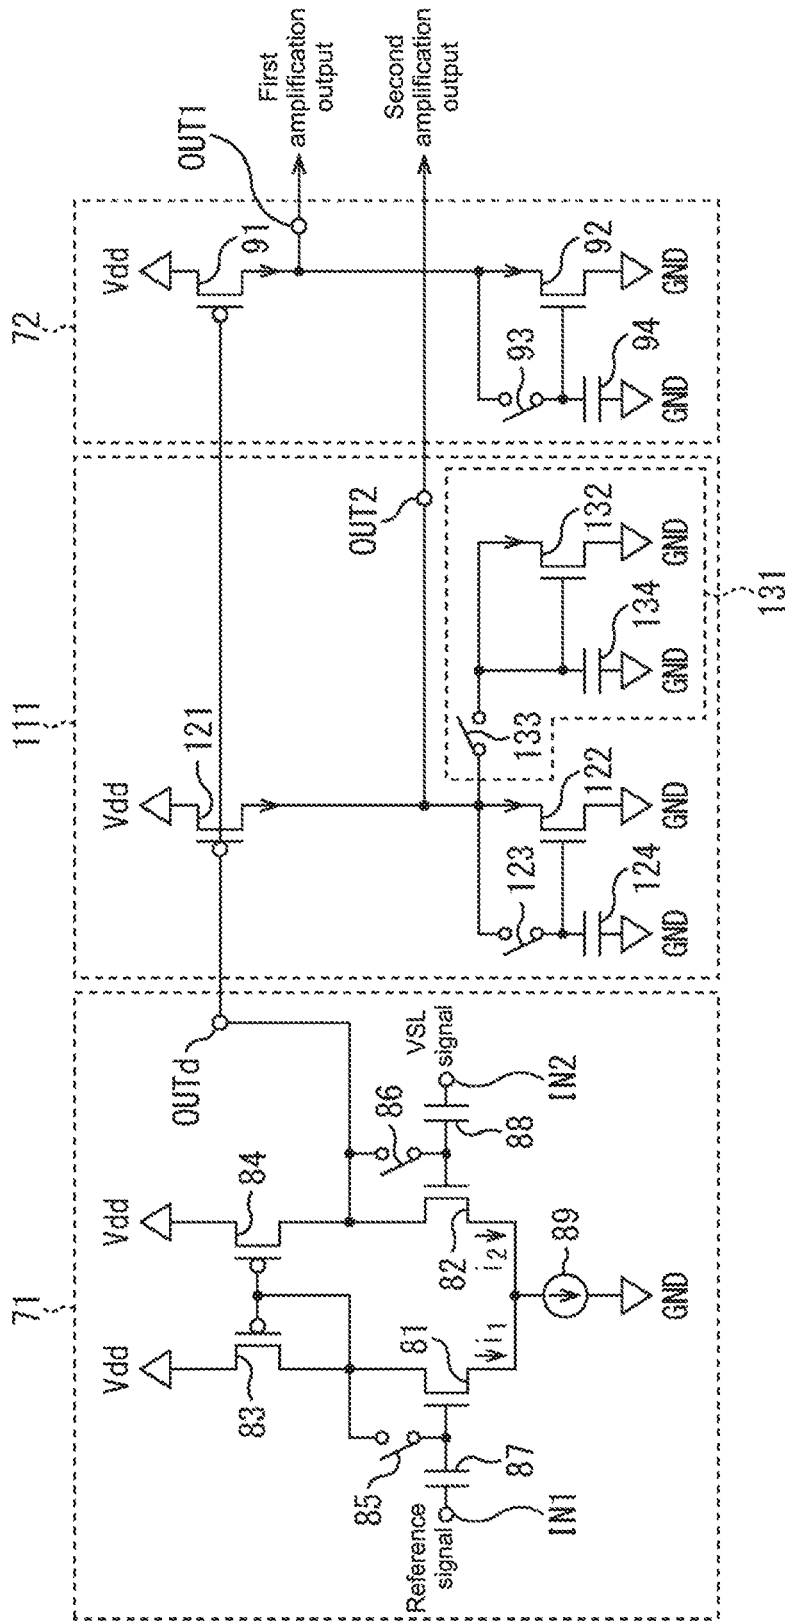 71
Vdd
Vdd
83
84
85
86
OUTd
Reference
signal
87
81
82
88
VSL
signal
IN1
i1
i2
IN2
89
GND
111
Vdd
121
OUT2
123
133
122
124
132
134
GND
GND
GND
GND
131
72
Vdd
91
OUT1
First
amplification
output
Second
amplification
output
93
92
94
GND
GND